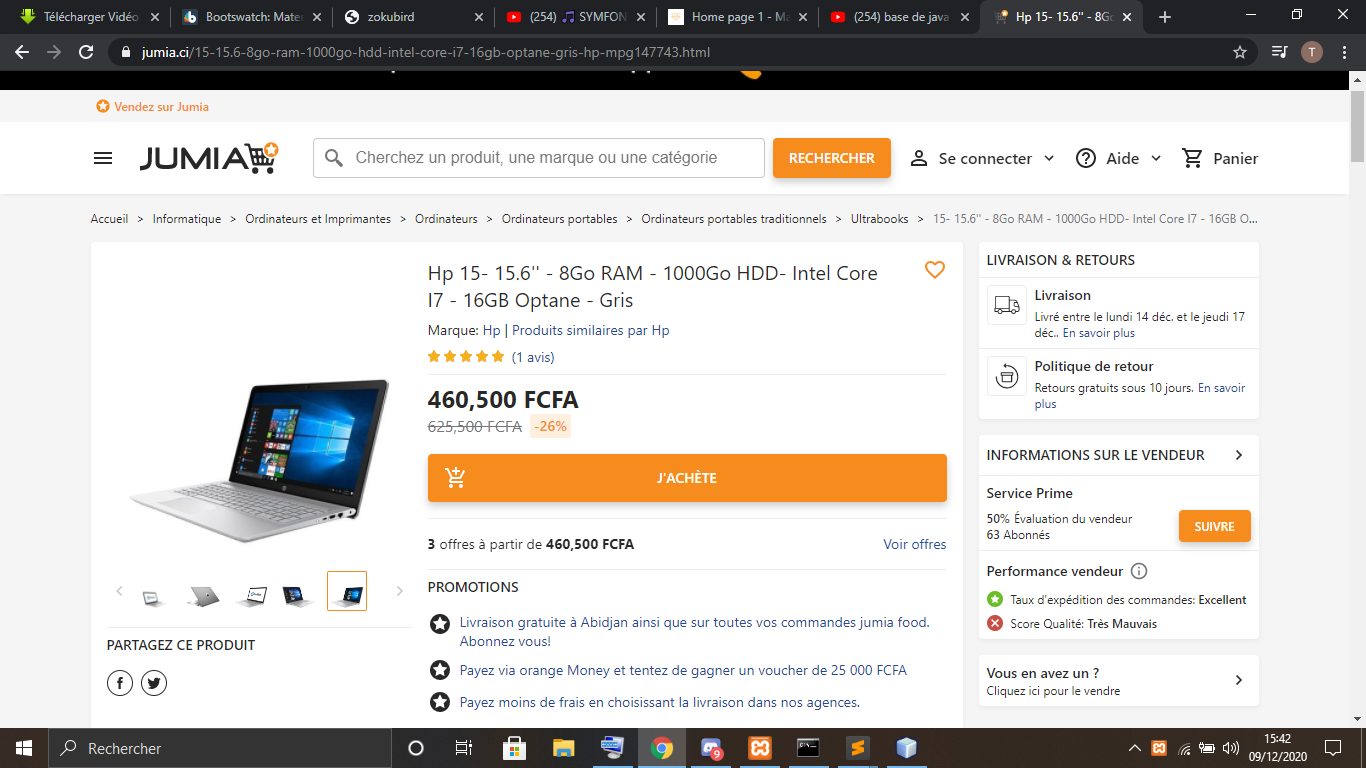 Télécharger Vidéo
Bootswatch: Mater
zokubird
(254) 🎵 SYMFON
Home page 1 - Ma
(254) base de java
Hp 15- 15.6'' - 8Go
jumia.ci/15-15.6-8go-ram-1000go-hdd-intel-core-i7-16gb-optane-gris-hp-mpg147743.html
T
Vendez sur Jumia
JUMIA
Cherchez un produit, une marque ou une catégorie
RECHERCHER
Se connecter
Aide
Panier
Accueil > Informatique > Ordinateurs et Imprimantes > Ordinateurs > Ordinateurs portables > Ordinateurs portables traditionnels > Ultrabooks > 15- 15.6'' - 8Go RAM - 1000Go HDD- Intel Core I7 - 16GB O...
Hp 15- 15.6'' - 8Go RAM - 1000Go HDD- Intel Core
I7 - 16GB Optane - Gris
Marque: Hp | Produits similaires par Hp
(1 avis)
460,500 FCFA
625,500 FCFA -26%
J'ACHÈTE
3 offres à partir de 460,500 FCFA
Voir offres
PROMOTIONS
Livraison gratuite à Abidjan ainsi que sur toutes vos commandes jumia food.
Abonnez vous!
Payez via orange Money et tentez de gagner un voucher de 25 000 FCFA
Payez moins de frais en choisissant la livraison dans nos agences.
PARTAGEZ CE PRODUIT
LIVRAISON & RETOURS
Livraison
Livré entre le lundi 14 déc. et le jeudi 17
déc.. En savoir plus
Politique de retour
Retours gratuits sous 10 jours. En savoir
plus
INFORMATIONS SUR LE VENDEUR
Service Prime
50% Évaluation du vendeur
63 Abonnés
SUIVRE
Performance vendeur
Taux d'expédition des commandes: Excellent
Score Qualité: Très Mauvais
Vous en avez un ?
Cliquez ici pour le vendre
Rechercher
9
15:42
09/12/2020